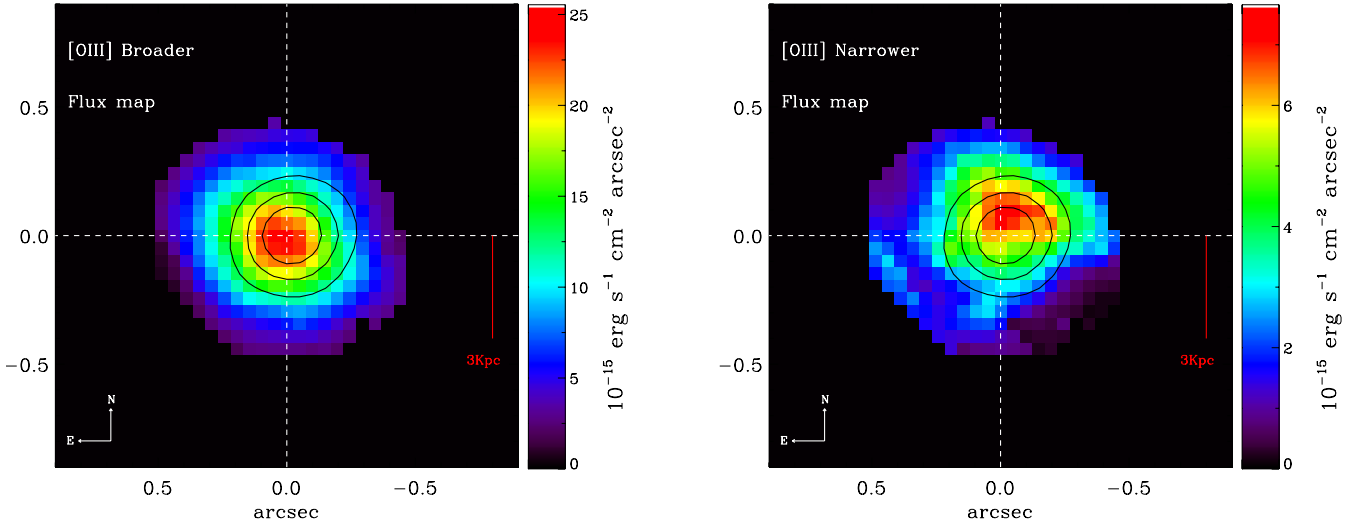 [OIII] Broader
Flux map
0.5
0.0
−0.5
0.5 0.0 −0.5
arcsec
N
E
3Kpc
25
20
15
10
5
0
10−15 erg s−1 cm−2 arcsec−2
[OIII] Narrower
Flux map
0.5
0.0
−0.5
0.5 0.0 −0.5
arcsec
N
E
3Kpc
6
4
2
0
10−15 erg s−1 cm−2 arcsec−2